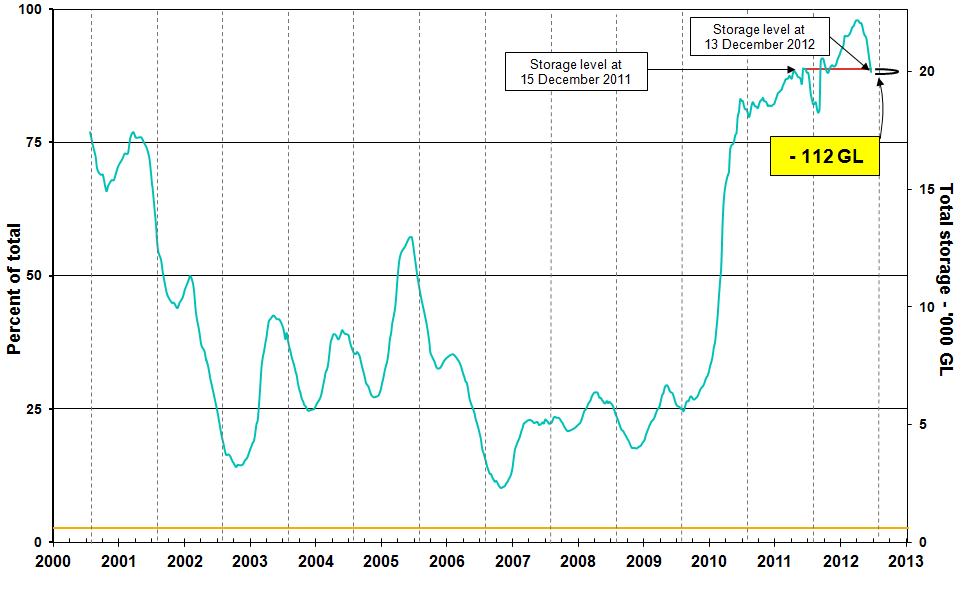 100
75
50
25
0
Percent of total
Storage level at
13 December 2012
Storage level at
15 December 2011
- 112 GL
20
15
10
5
0
Total storage - '000 GL
2000 2001 2002 2003 2004 2005 2006 2007 2008 2009 2010 2011 2012 2013